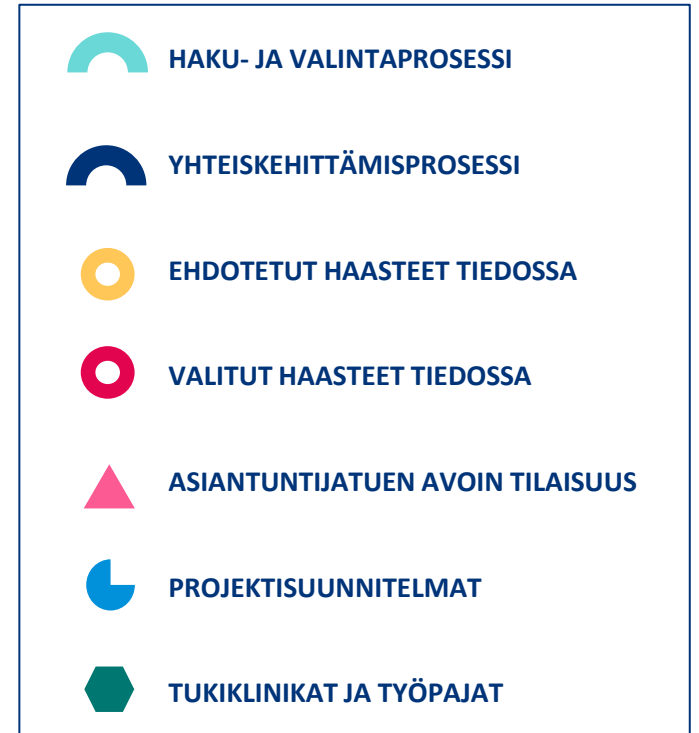 HAKU- JA VALINTAPROSESSI
YHTEISKEHITTÄMISPROSESSI
EHDOTETUT HAASTEET TIEDOSSA
VALITUT HAASTEET TIEDOSSA
ASIANTUNTIJATUEN AVOIN TILAISUUS
PROJEKTISUUNNITELMAT
TUKIKLINIKAT JA TYÖPAJAT